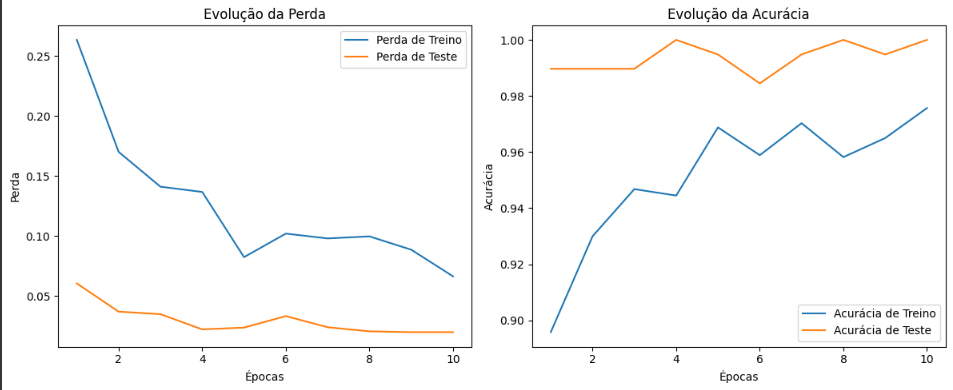 Evolução da Perda
Perda de Treino
Perda de Teste
0.25
0.20
0.15
0.10
0.05
Perda
2
4
6
8
10
Épocas
Evolução da Acurácia
1.00
0.98
0.96
0.94
0.92
0.90
Acurácia
Acurácia de Treino
Acurácia de Teste
2
4
6
8
10
Épocas